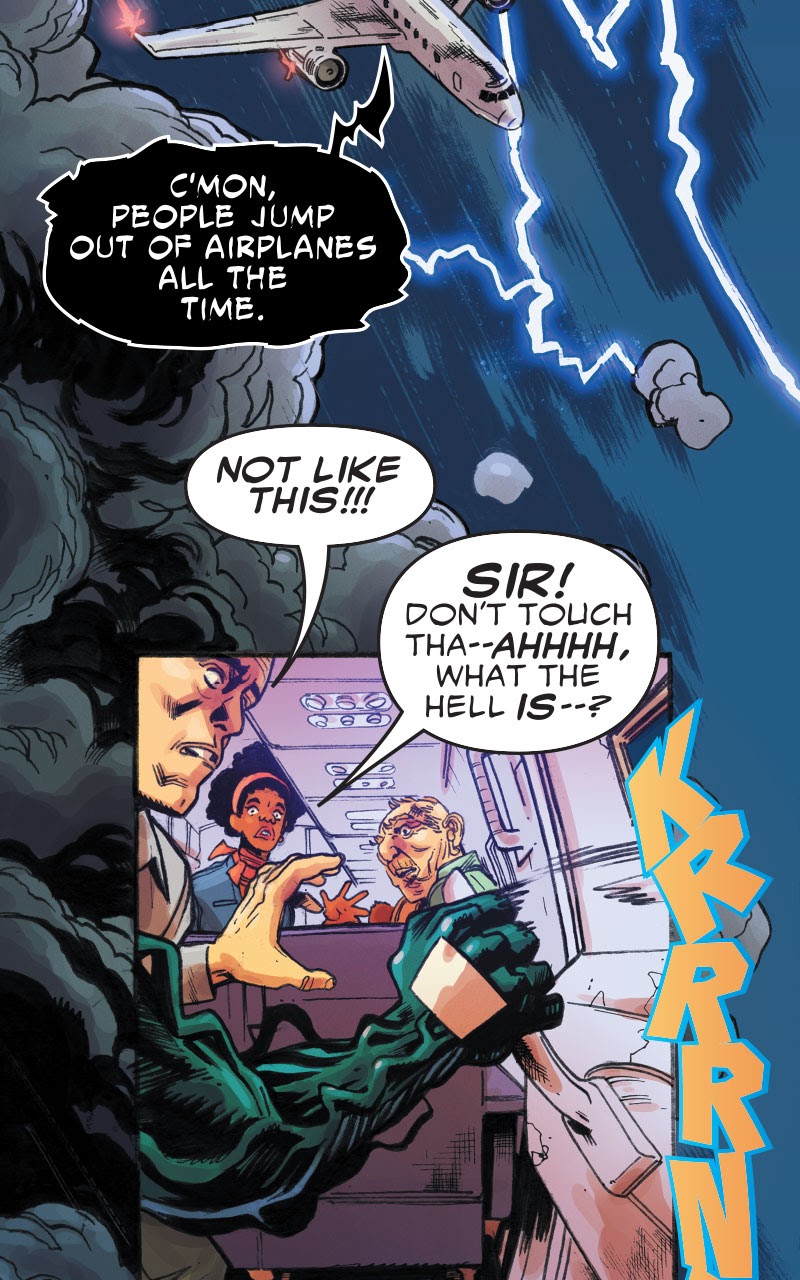 C'MON,
PEOPLE JUMP
OUT OF AIRPLANES
ALL THE
TIME.
NOT LIKE
THIS!!!
SIR!
DON'T TOUCH
THA--AHHHH,
WHAT THE
HELL IS--?
KRRRRN